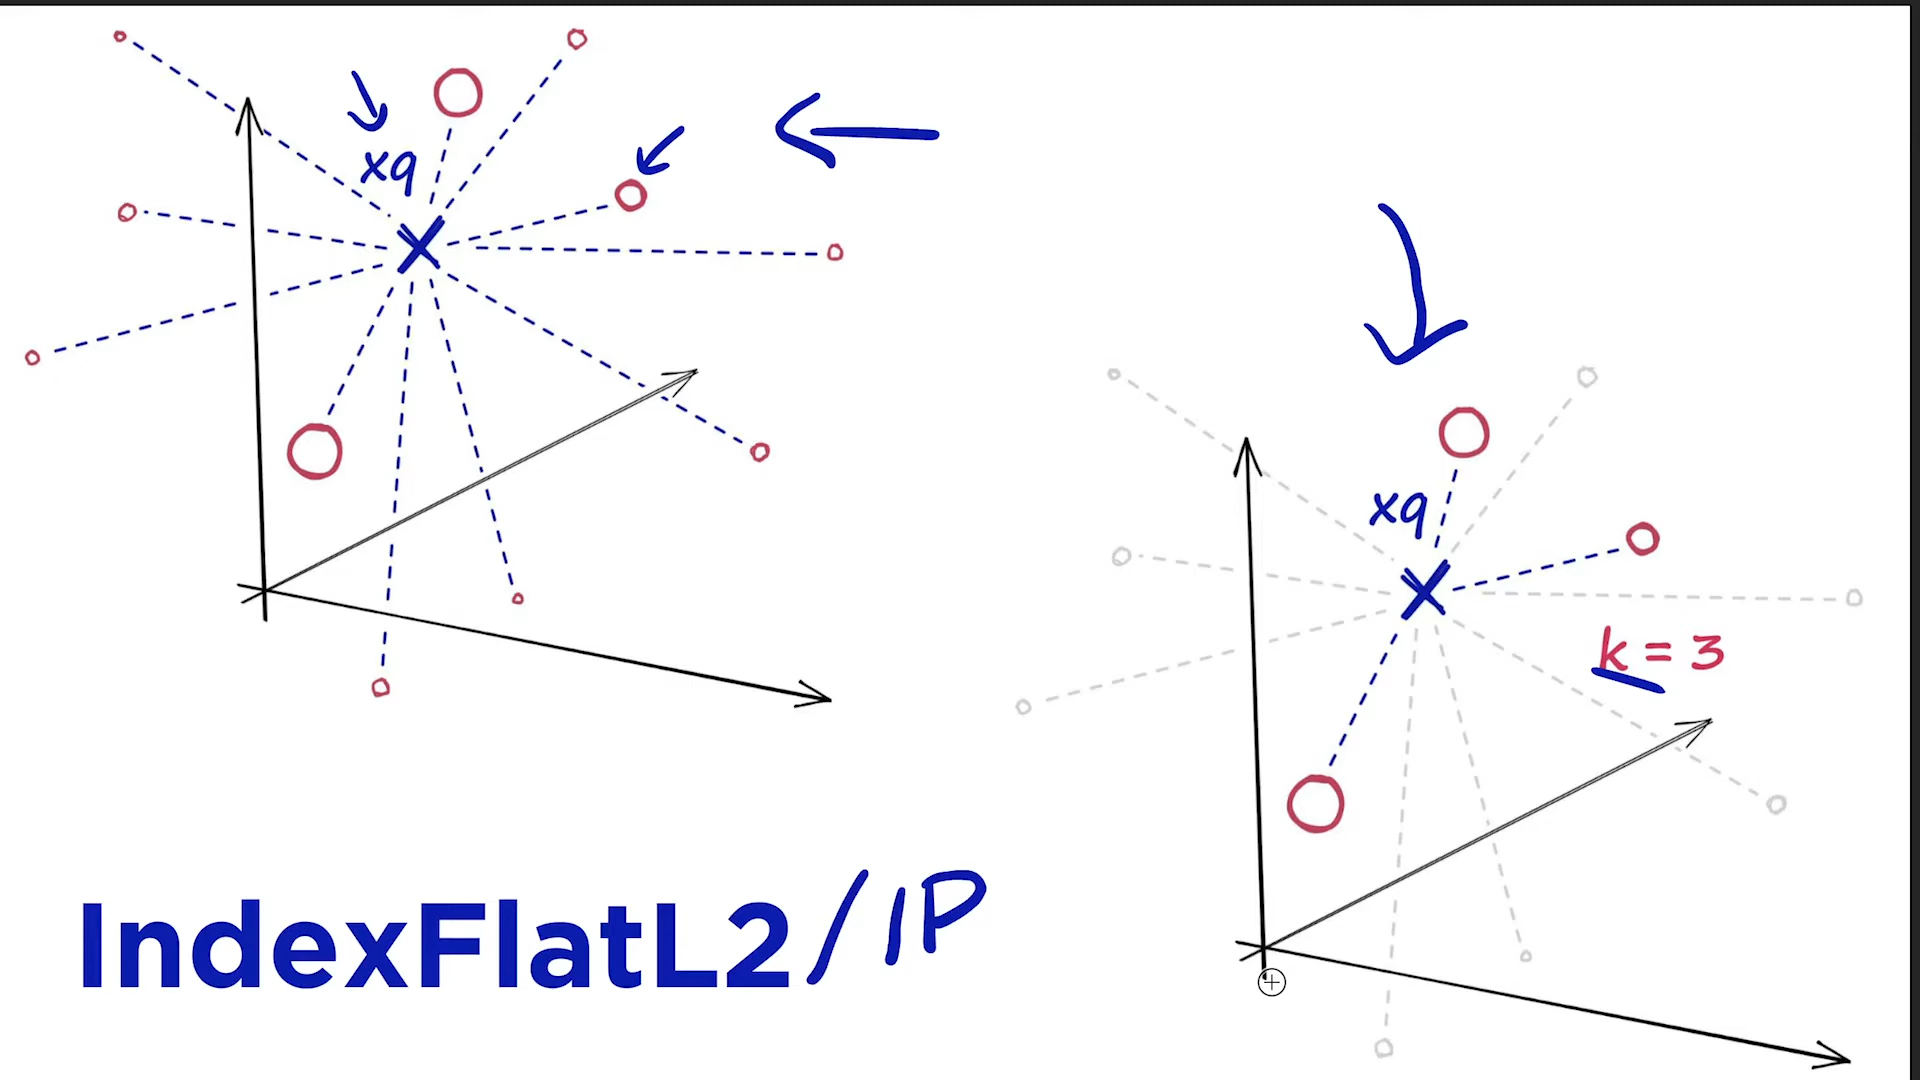 xq
xq
k = 3
IndexFlatL2/IP